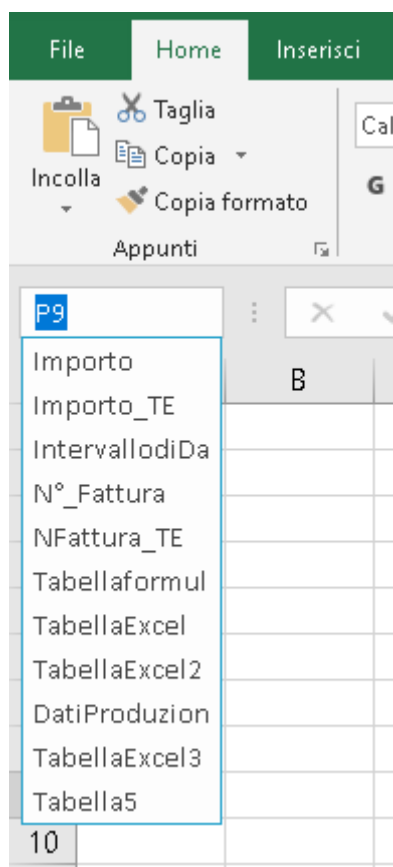 File Home Inserisci
Taglia
Copia
Copia formato
Incolla
Appunti
Cal
G
P9
B
Importo
Importo_TE
IntervallodiDa
N°_Fattura
NFattura_TE
Tabellaformul
TabellaExcel
TabellaExcel2
DatiProduzion
TabellaExcel3
Tabella5
10